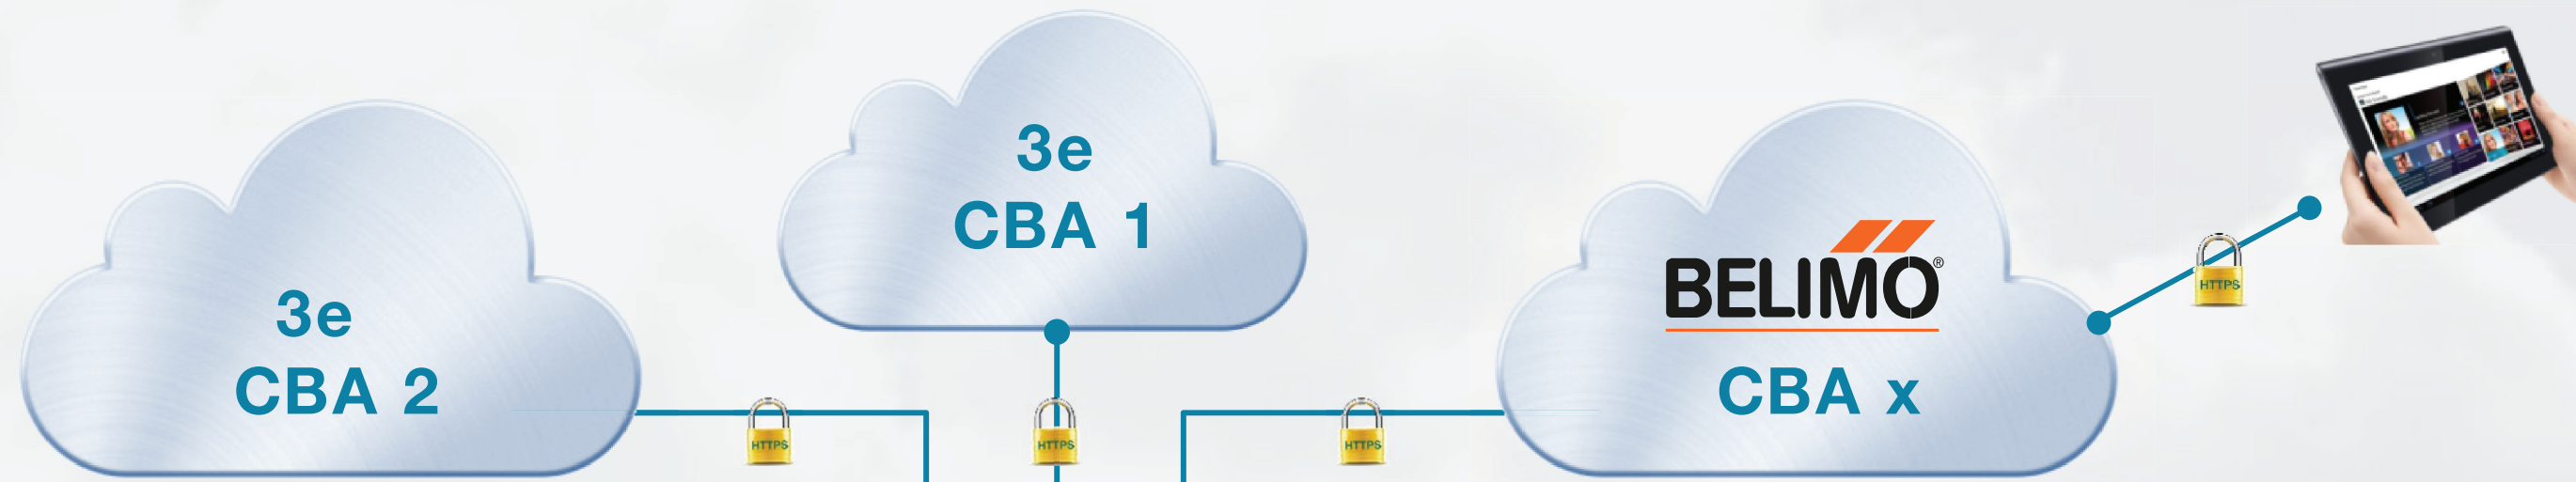 3e
CBA 1
3e
CBA 2
BELIMO®
CBA x
HTTPS
HTTPS
HTTPS
HTTPS